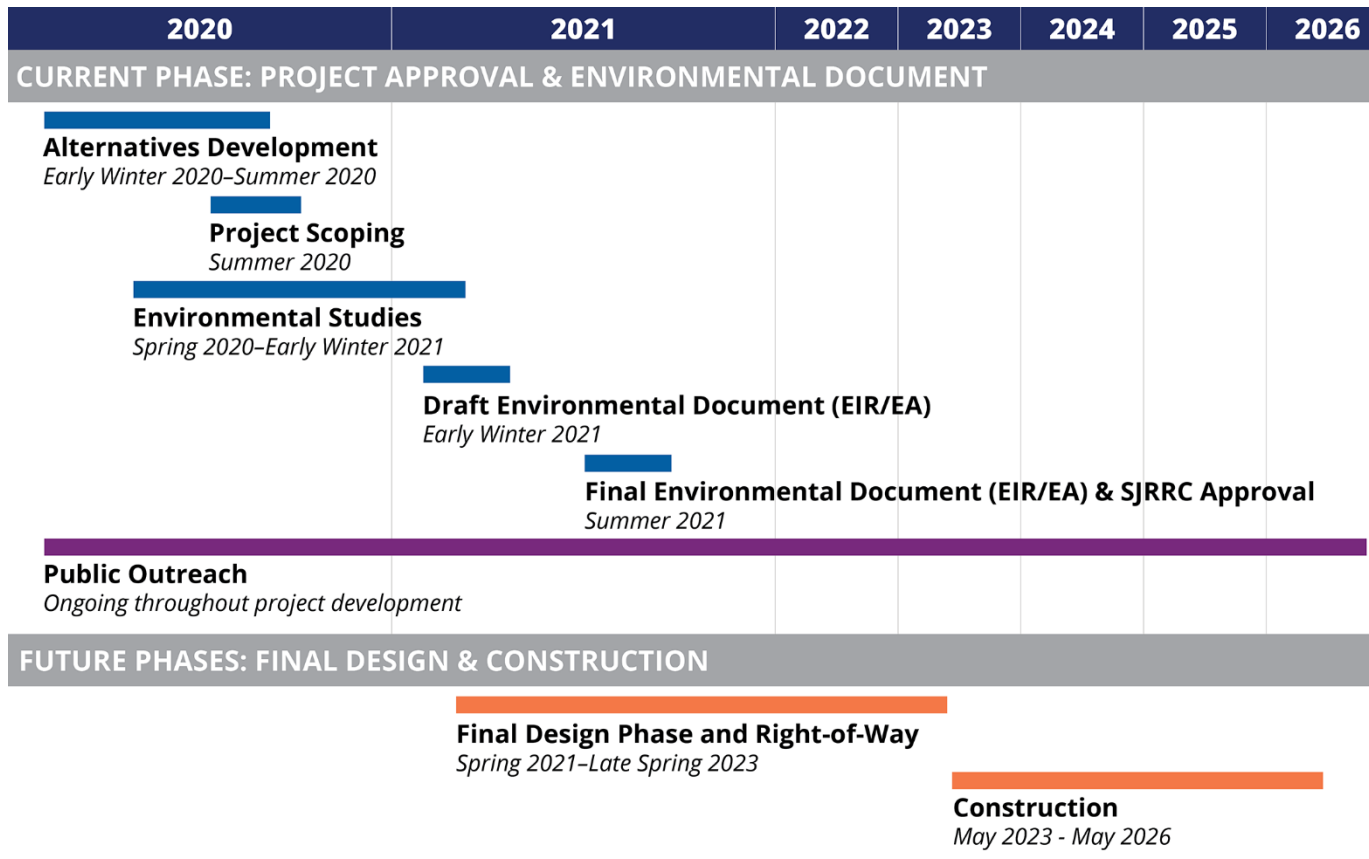 2020 2021 2022 2023 2024 2025 2026
CURRENT PHASE: PROJECT APPROVAL & ENVIRONMENTAL DOCUMENT
Alternatives Development
Early Winter 2020–Summer 2020
Project Scoping
Summer 2020
Environmental Studies
Spring 2020–Early Winter 2021
Draft Environmental Document (EIR/EA)
Early Winter 2021
Final Environmental Document (EIR/EA) & SJRRC Approval
Summer 2021
Public Outreach
Ongoing throughout project development
FUTURE PHASES: FINAL DESIGN & CONSTRUCTION
Final Design Phase and Right-of-Way
Spring 2021–Late Spring 2023
Construction
May 2023 - May 2026